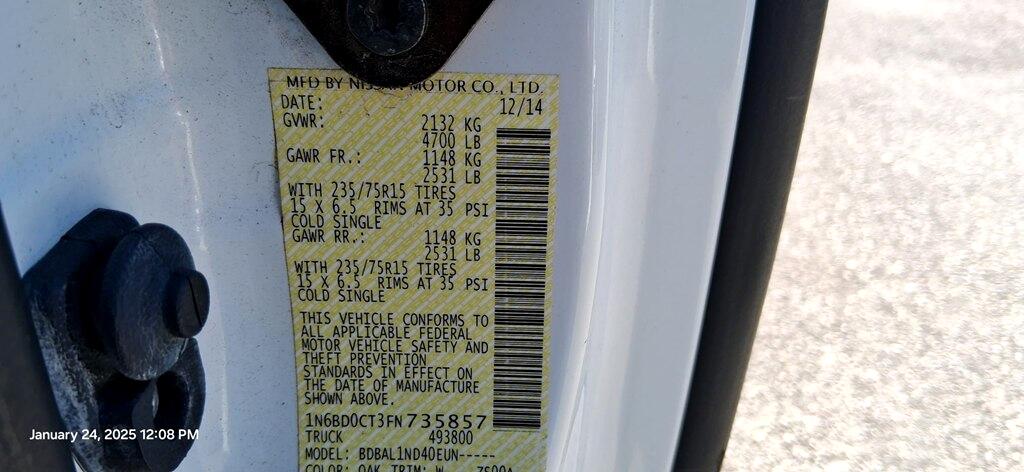 MFD BY NISSAN MOTOR CO., LTD.
DATE: 12/14
GVWR: 2132 KG
4700 LB
GAWR FR.: 1148 KG
2531 LB
WITH 235/75R15 TIRES
15 X 6.5 RIMS AT 35 PSI
COLD SINGLE
GAWR RR.: 1148 KG
2531 LB
WITH 235/75R15 TIRES
15 X 6.5 RIMS AT 35 PSI
COLD SINGLE
THIS VEHICLE CONFORMS TO
ALL APPLICABLE FEDERAL
MOTOR VEHICLE SAFETY AND
THEFT PREVENTION
STANDARDS IN EFFECT ON
THE DATE OF MANUFACTURE
SHOWN ABOVE.
1N6BD0CT3FN735857
TRUCK 493800
MODEL: BDBAL1ND40EUN-----
COLOR: QAK TRIM: W
January 24, 2025 12:08 PM